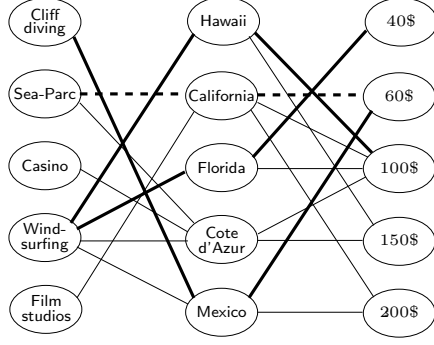 Cliff
diving
Hawaii
40$
Sea-Parc
California
60$
Casino
Florida
100$
Wind-
surfing
Cote
d'Azur
150$
Film
studios
Mexico
200$